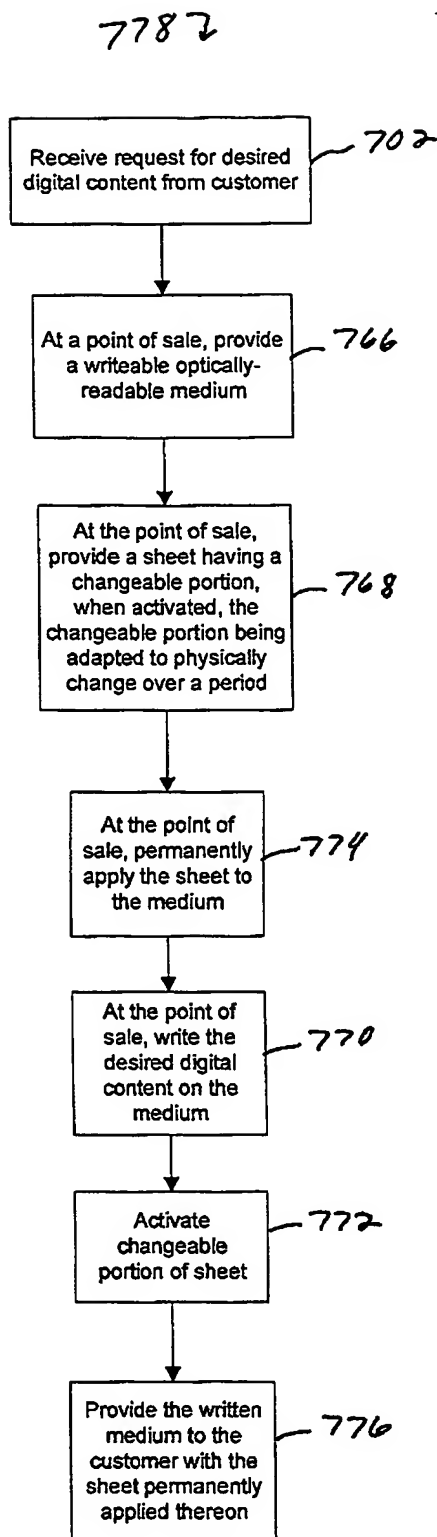 778
Receive request for desired
digital content from customer
702
At a point of sale, provide
a writeable optically-
readable medium
766
At the point of sale,
provide a sheet having a
changeable portion,
when activated, the
changeable portion being
adapted to physically
change over a period
768
At the point of
sale, permanently
apply the sheet to
the medium
774
At the point of
sale, write the
desired digital
content on the
medium
770
Activate
changeable
portion of sheet
772
Provide the written
medium to the
customer with the
sheet permanently
applied thereon
776